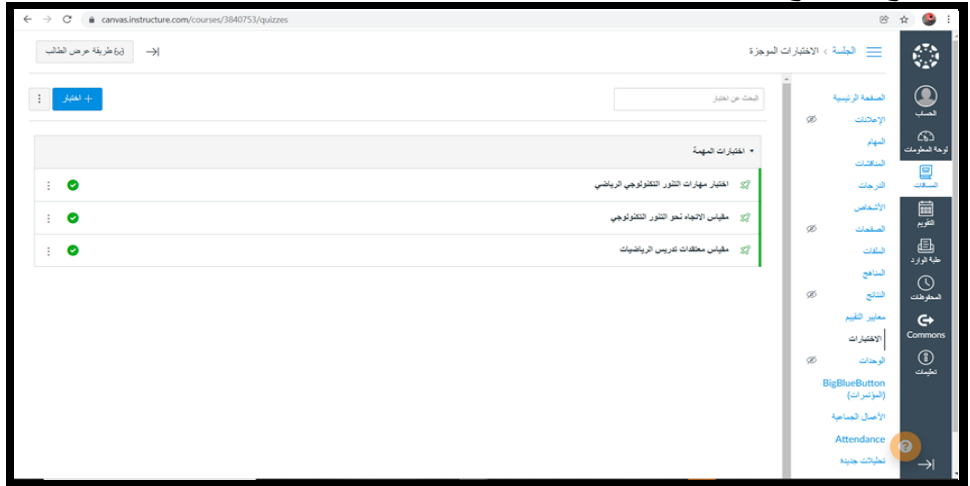 canvas.instructure.com/courses/3840753/quizzes
الجلسة › الاختبارات الموجزة
طريقة عرض الطالب
الحساب
لوحة المعلومات
المساقات
التقويم
علبة الوارد
المحفوظات
Commons
تعليمات
الصفحة الرئيسية
الإعلانات
المهام
المناقشات
الدرجات
الأشخاص
الصفحات
الملفات
المناهج
النتائج
معايير التقييم
الاختبارات
الوحدات
BigBlueButton
(المؤتمرات)
الأعمال الجماعية
Attendance
تحليلات جديدة
البحث عن اختبار
+ اختبار
اختبارات المهمة
اختبار مهارات التنور التكنولوجي الرياضي
مقياس الاتجاه نحو التنور التكنولوجي
مقياس معتقدات تدريس الرياضيات